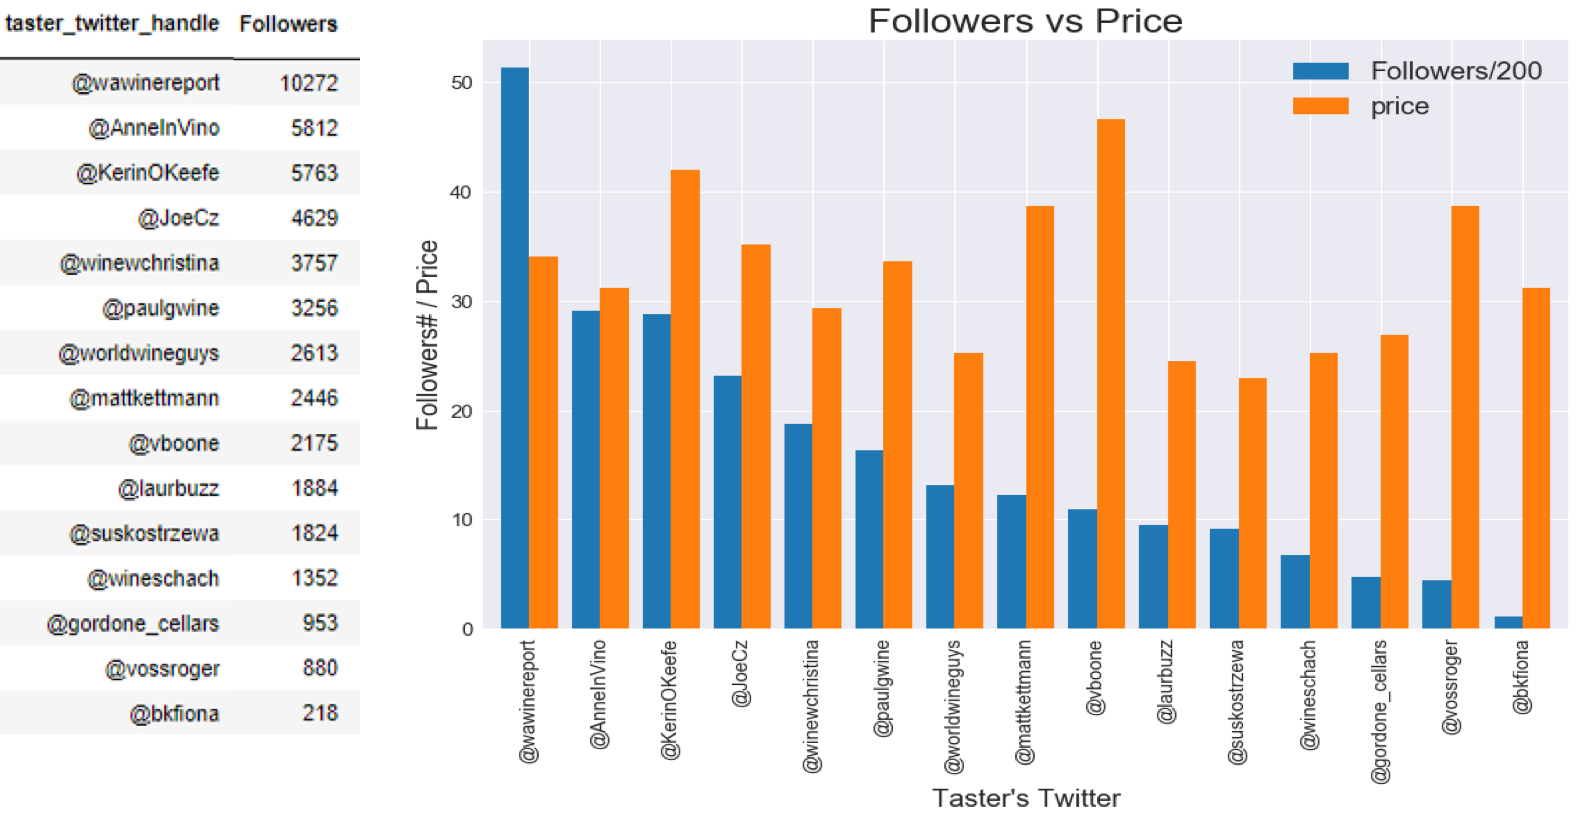 taster_twitter_handle Followers
@wawinereport 10272
@AnneInVino 5812
@KerinOKeefe 5763
@JoeCz 4629
@winewchristina 3757
@paulgwine 3256
@worldwineguys 2613
@mattkettmann 2446
@vboone 2175
@laurbuzz 1884
@suskostrzewa 1824
@wineschach 1352
@gordone_cellars 953
@vossroger 880
@bkfiona 218
Followers vs Price
Followers/200
price
Followers# / Price
50
40
30
20
10
0
@wawinereport
@AnneInVino
@KerinOKeefe
@JoeCz
@winewchristina
@paulgwine
@worldwineguys
@mattkettmann
@vboone
@laurbuzz
@suskostrzewa
@wineschach
@gordone_cellars
@vossroger
@bkfiona
Taster's Twitter